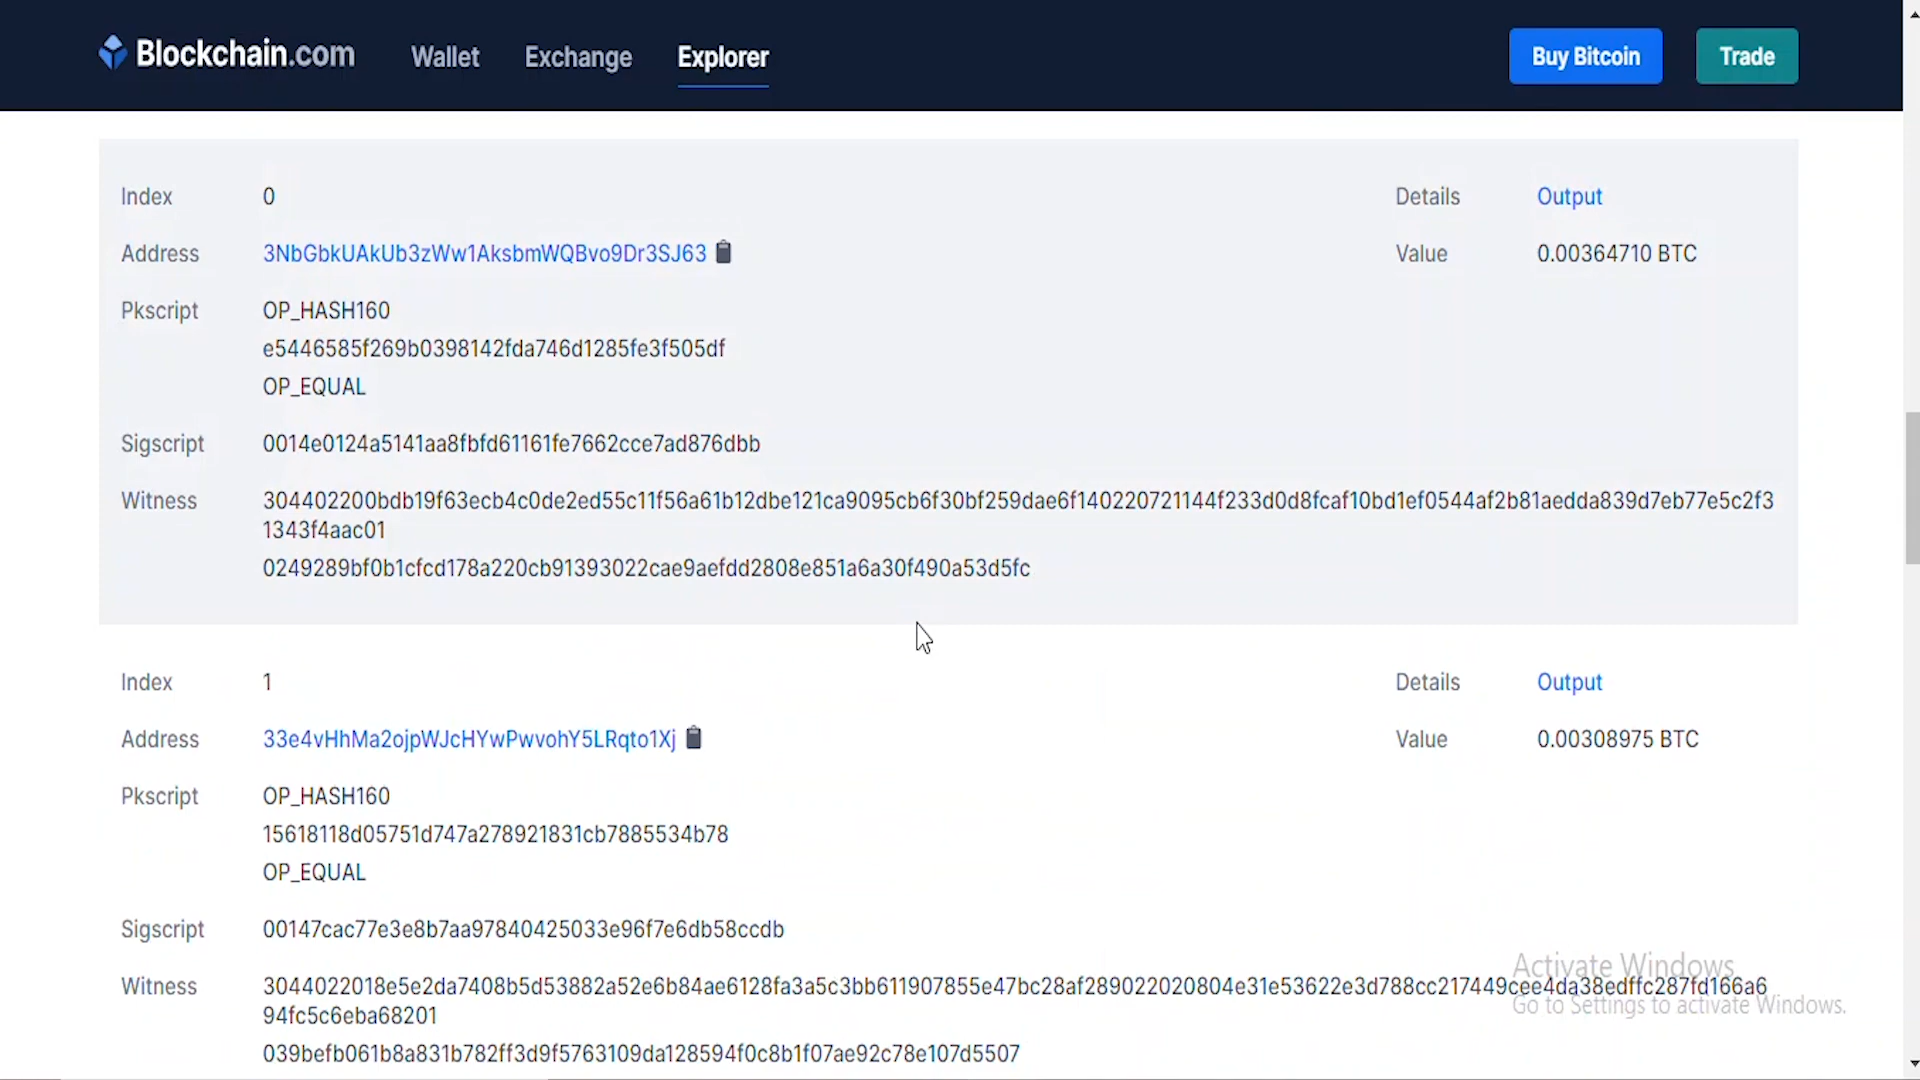 Blockchain.com Wallet Exchange Explorer Buy Bitcoin Trade
Index 0 Details Output
Address 3NbGbkUAkUb3zWw1AksbmWQBvo9Dr3SJ63 Value 0.00364710 BTC
Pkscript OP_HASH160
e5446585f269b0398142fda746d1285fe3f505df
OP_EQUAL
Sigscript 0014e0124a5141aa8fbfd61161fe7662cce7ad876dbb
Witness 304402200bdb19f63ecb4c0de2ed55c11f56a61b12dbe121ca9095cb6f30bf259dae6f140220721144f233d0d8fcaf10bd1ef0544af2b81aedda839d7eb77e5c2f3
1343f4aac01
0249289bf0b1cfcd178a220cb91393022cae9aefdd2808e851a6a30f490a53d5fc
Index 1 Details Output
Address 33e4vHhMa2ojpWJcHYwPwvohY5LRqto1Xj Value 0.00308975 BTC
Pkscript OP_HASH160
15618118d05751d747a278921831cb7885534b78
OP_EQUAL
Sigscript 00147cac77e3e8b7aa97840425033e96f7e6db58ccdb
Witness 3044022018e5e2da7408b5d53882a52e6b84ae6128fa3a5c3bb611907855e47bc28af289022020804e31e53622e3d788cc217449cee4da38edffc287fd166a6
94fc5c6eba68201
039befb061b8a831b782ff3d9f5763109da128594f0c8b1f07ae92c78e107d5507
Activate Windows
Go to Settings to activate Windows.